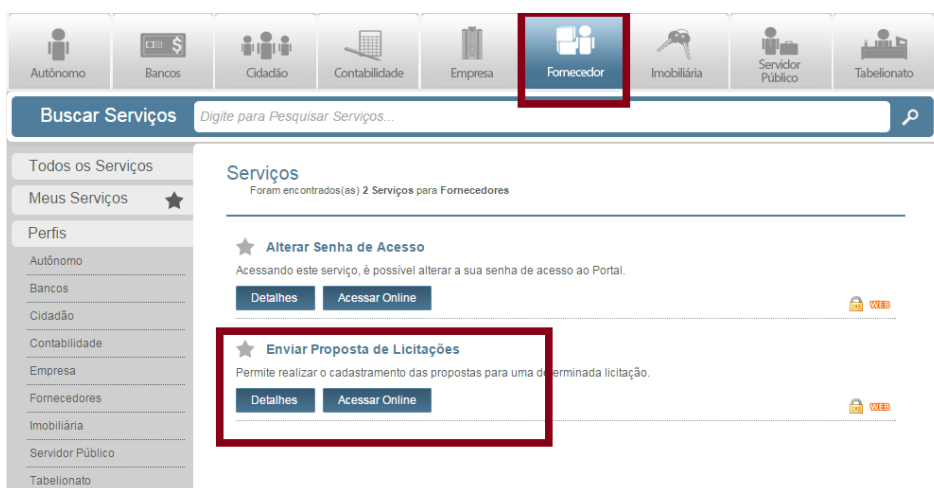 Autônomo
Bancos
Cidadão
Contabilidade
Empresa
Fornecedor
Imobiliária
Servidor
Público
Tabelionato
Buscar Serviços
Digite para Pesquisar Serviços...
Todos os Serviços
Meus Serviços
Perfis
Autônomo
Bancos
Cidadão
Contabilidade
Empresa
Fornecedores
Imobiliária
Servidor Público
Tabelionato
Serviços
Foram encontrados(as) 2 Serviços para Fornecedores
Alterar Senha de Acesso
Acessando este serviço, é possível alterar a sua senha de acesso ao Portal.
Detalhes
Acessar Online
WEB
Enviar Proposta de Licitações
Permite realizar o cadastramento das propostas para uma determinada licitação.
Detalhes
Acessar Online
WEB